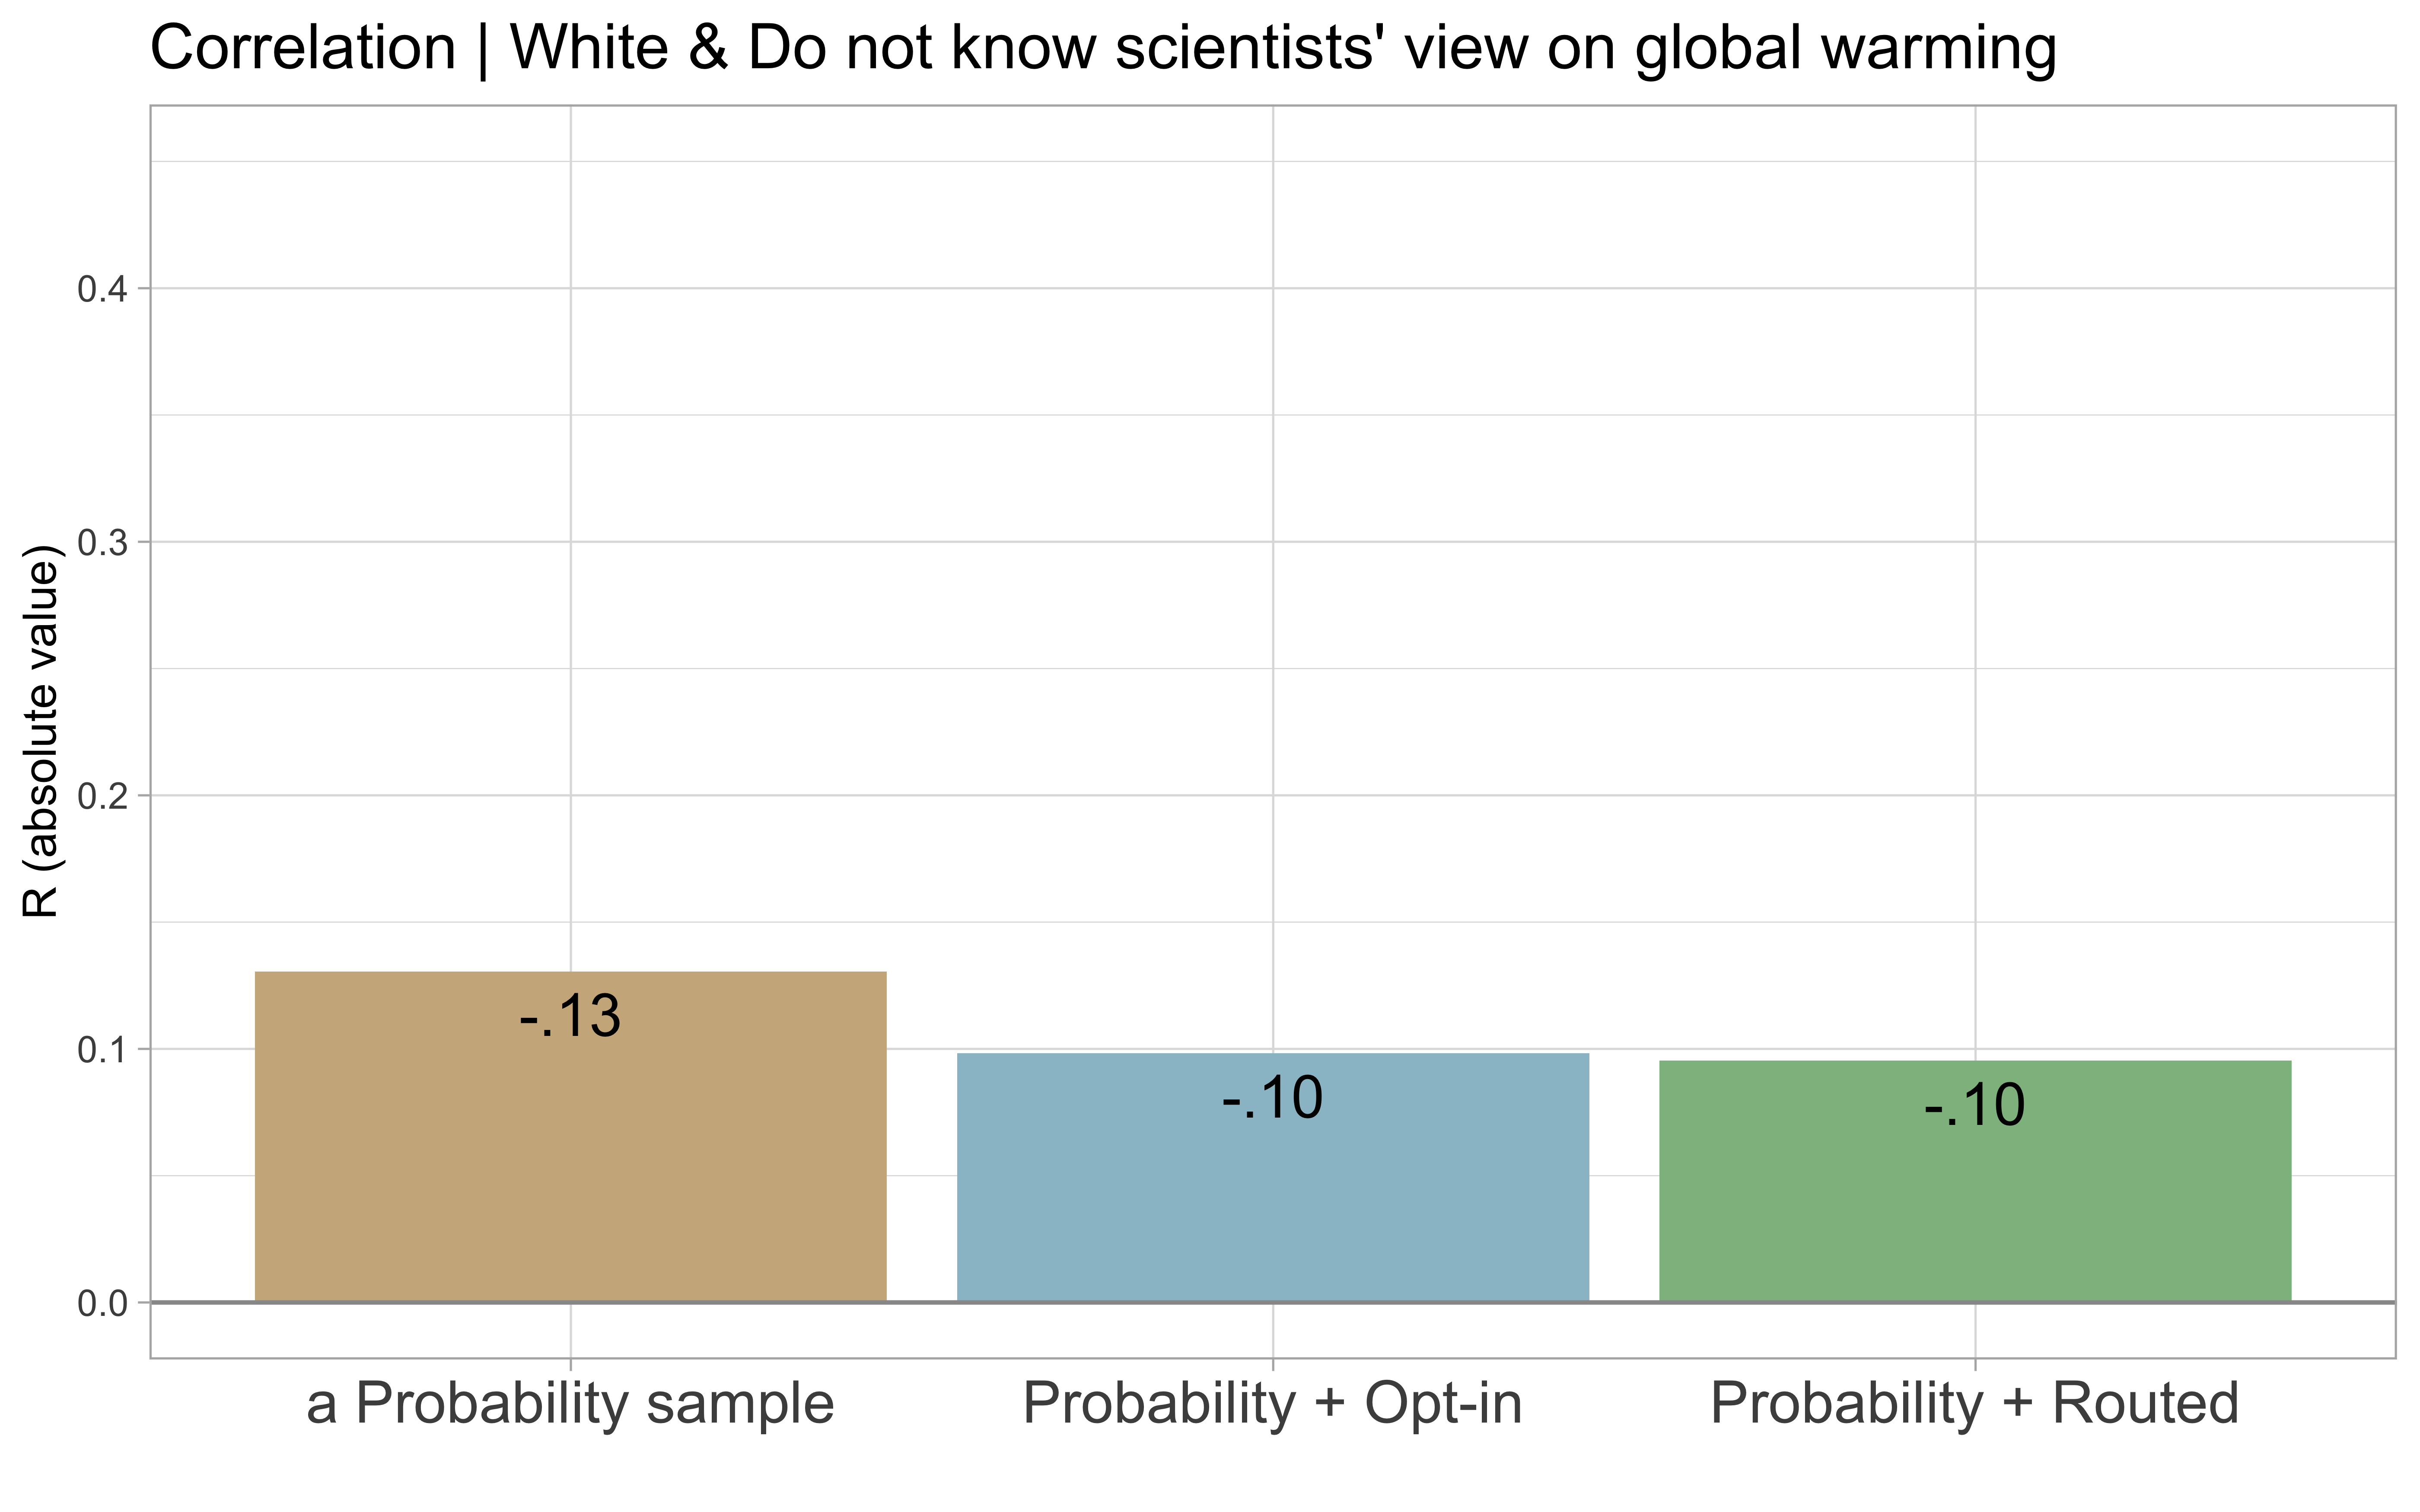 Correlation | White & Do not know scientists' view on global warming
R (absolute value)
0.4
0.3
0.2
0.1
0.0
-.13
-.10
-.10
a Probability sample
Probability + Opt-in
Probability + Routed